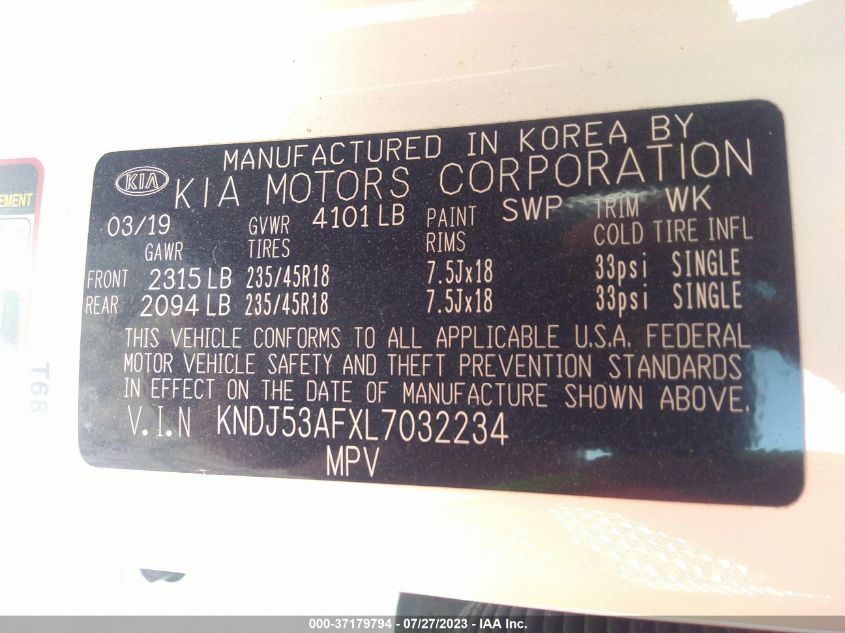 EMENT
T68
MANUFACTURED IN KOREA BY
KIA KIA MOTORS CORPORATION
03/19 GVWR 4101 LB PAINT SWP TRIM WK
GAWR TIRES RIMS COLD TIRE INFL
FRONT 2315 LB 235/45R18 7.5Jx18 33psi SINGLE
REAR 2094 LB 235/45R18 7.5Jx18 33psi SINGLE
THIS VEHICLE CONFORMS TO ALL APPLICABLE U.S.A. FEDERAL
MOTOR VEHICLE SAFETY AND THEFT PREVENTION STANDARDS
IN EFFECT ON THE DATE OF MANUFACTURE SHOWN ABOVE.
V.I.N KNDJ53AFXL7032234
MPV
000-37179794 - 07/27/2023 - IAA Inc.